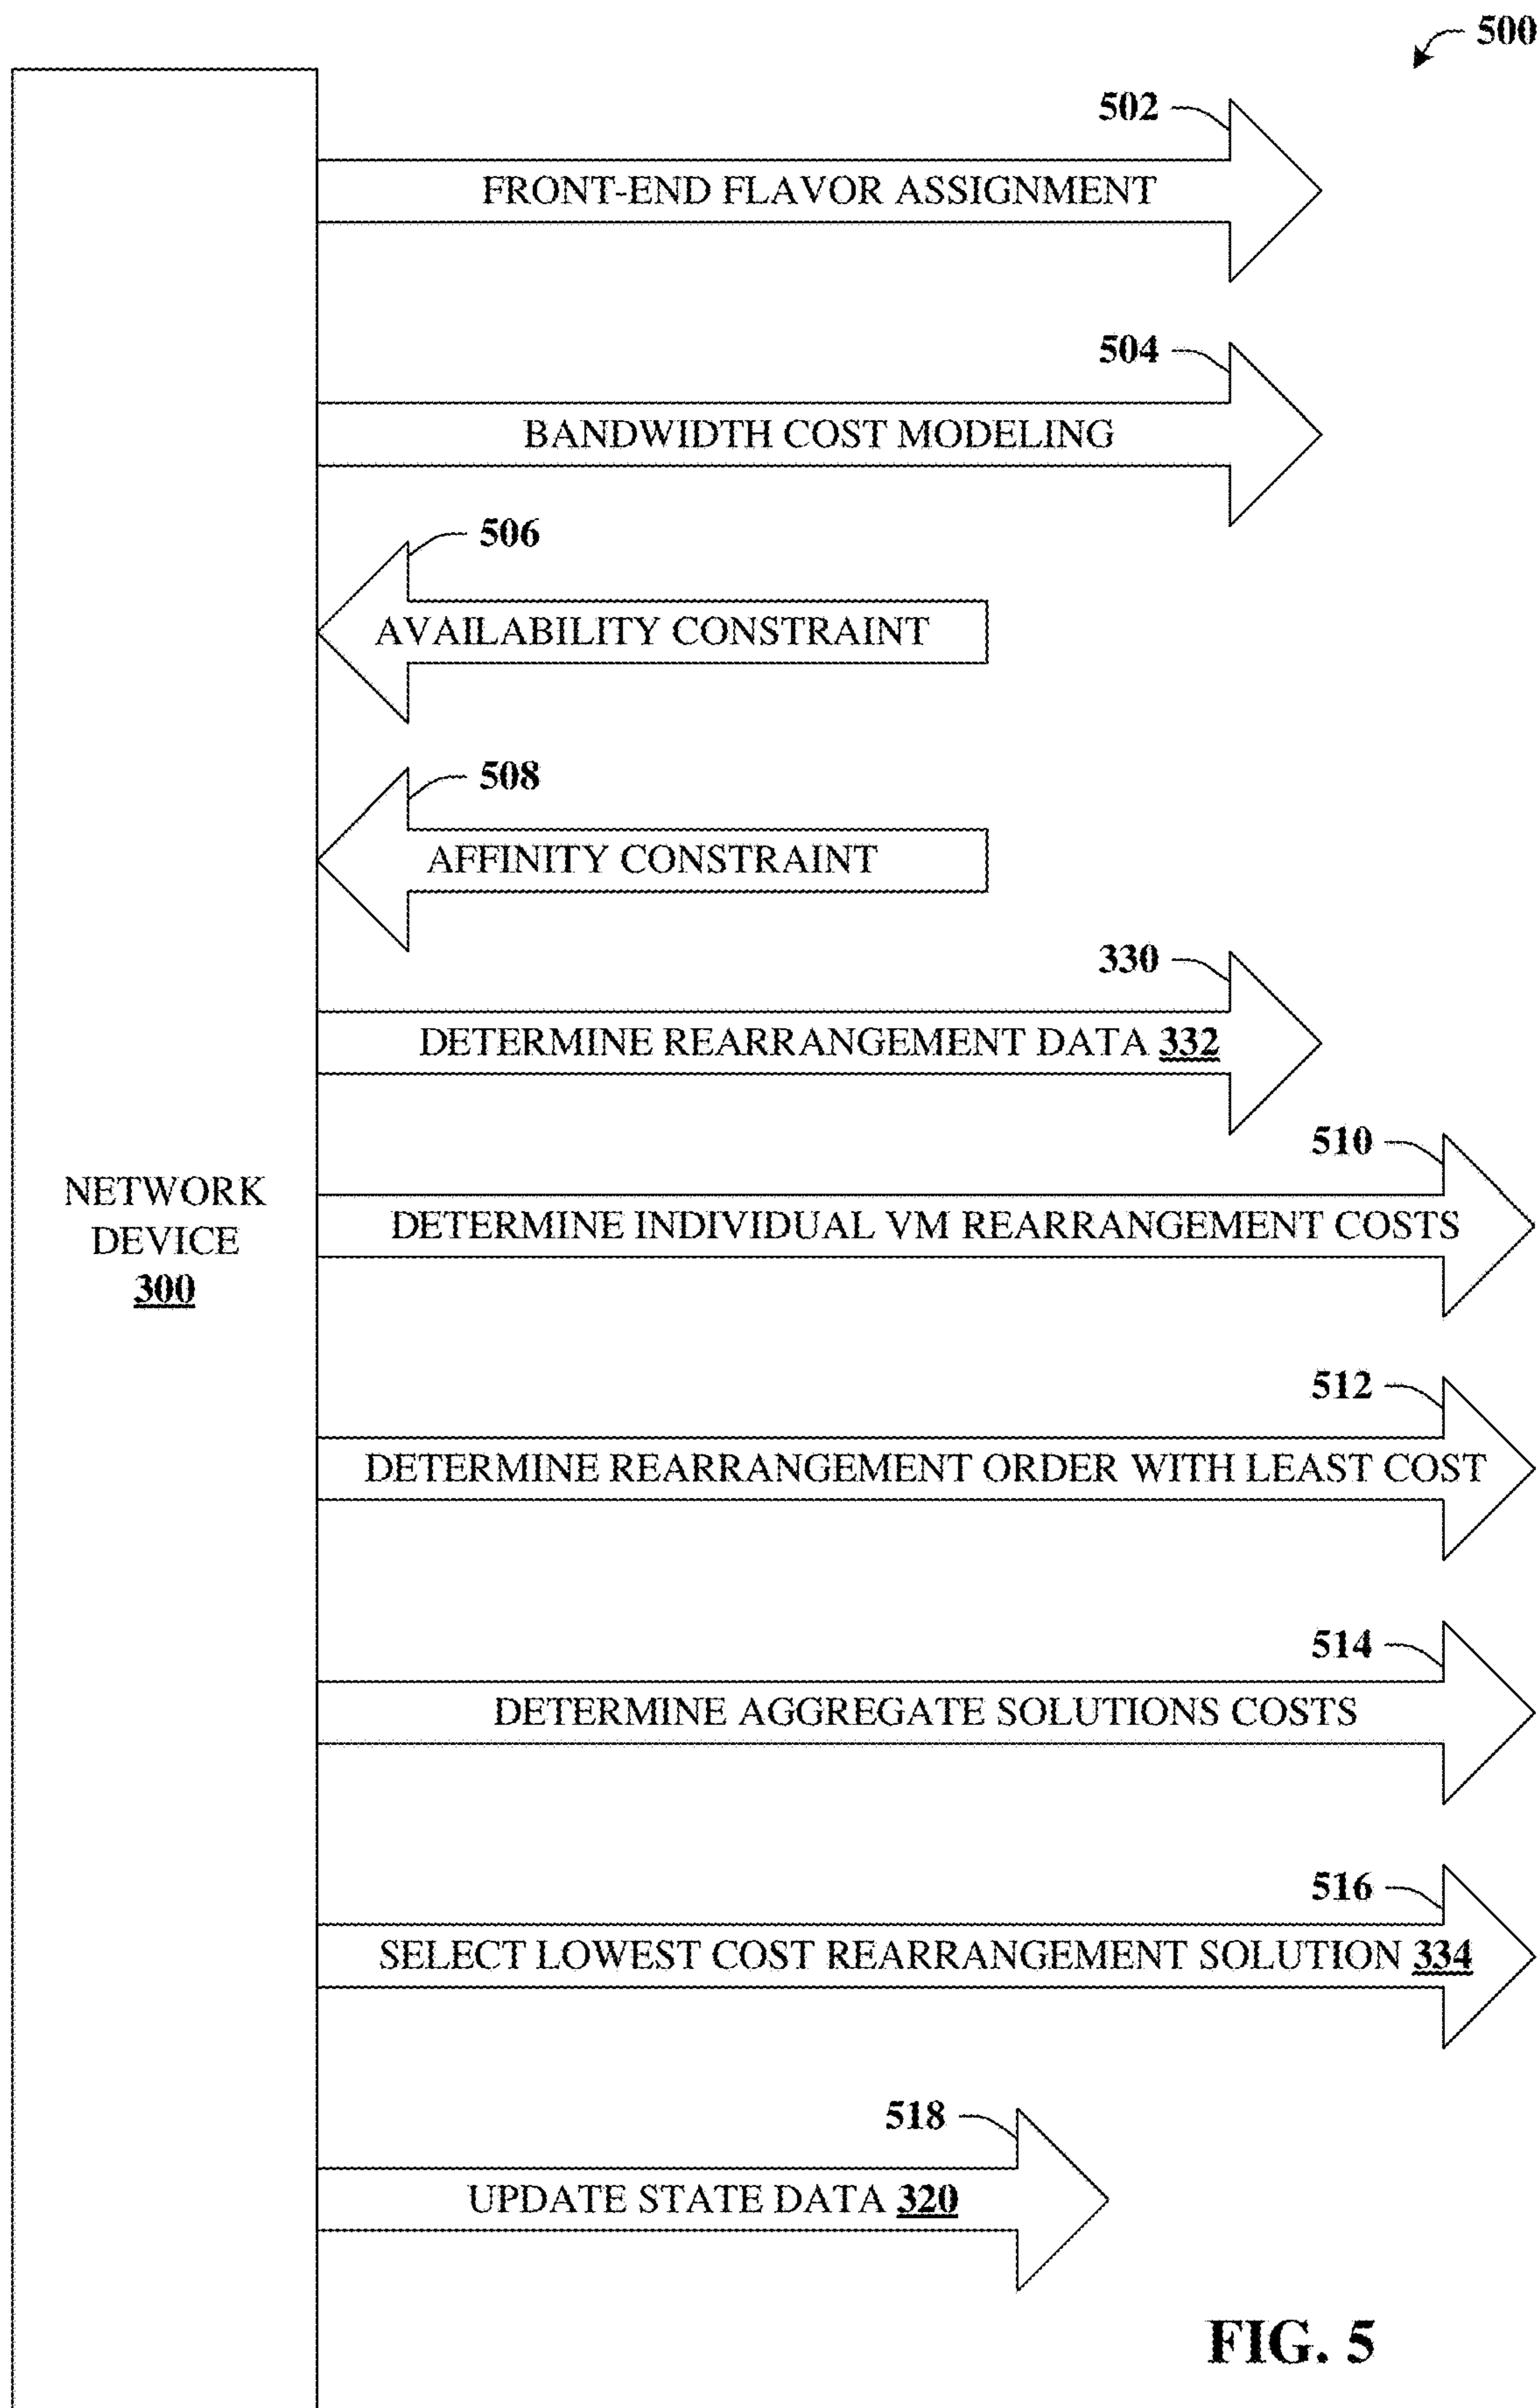 500
502
FRONT-END FLAVOR ASSIGNMENT
504
BANDWIDTH COST MODELING
506
AVAILABILITY CONSTRAINT
508
AFFINITY CONSTRAINT
330
DETERMINE REARRANGEMENT DATA 332
510
NETWORK
DEVICE
300
DETERMINE INDIVIDUAL VM REARRANGEMENT COSTS
512
DETERMINE REARRANGEMENT ORDER WITH LEAST COST
514
DETERMINE AGGREGATE SOLUTIONS COSTS
516
SELECT LOWEST COST REARRANGEMENT SOLUTION 334
518
UPDATE STATE DATA 320
FIG. 5